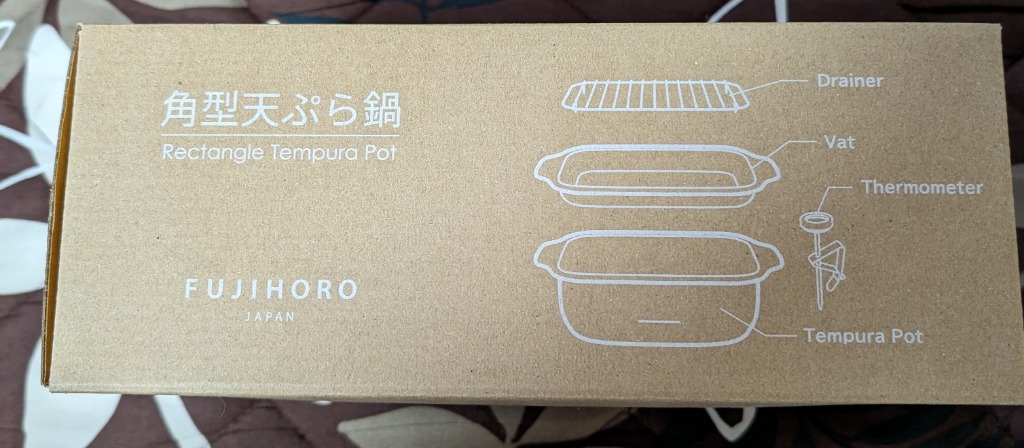 角型天ぷら鍋
Rectangle Tempura Pot
FUJIHORO
JAPAN
Drainer
Vat
Thermometer
Tempura Pot